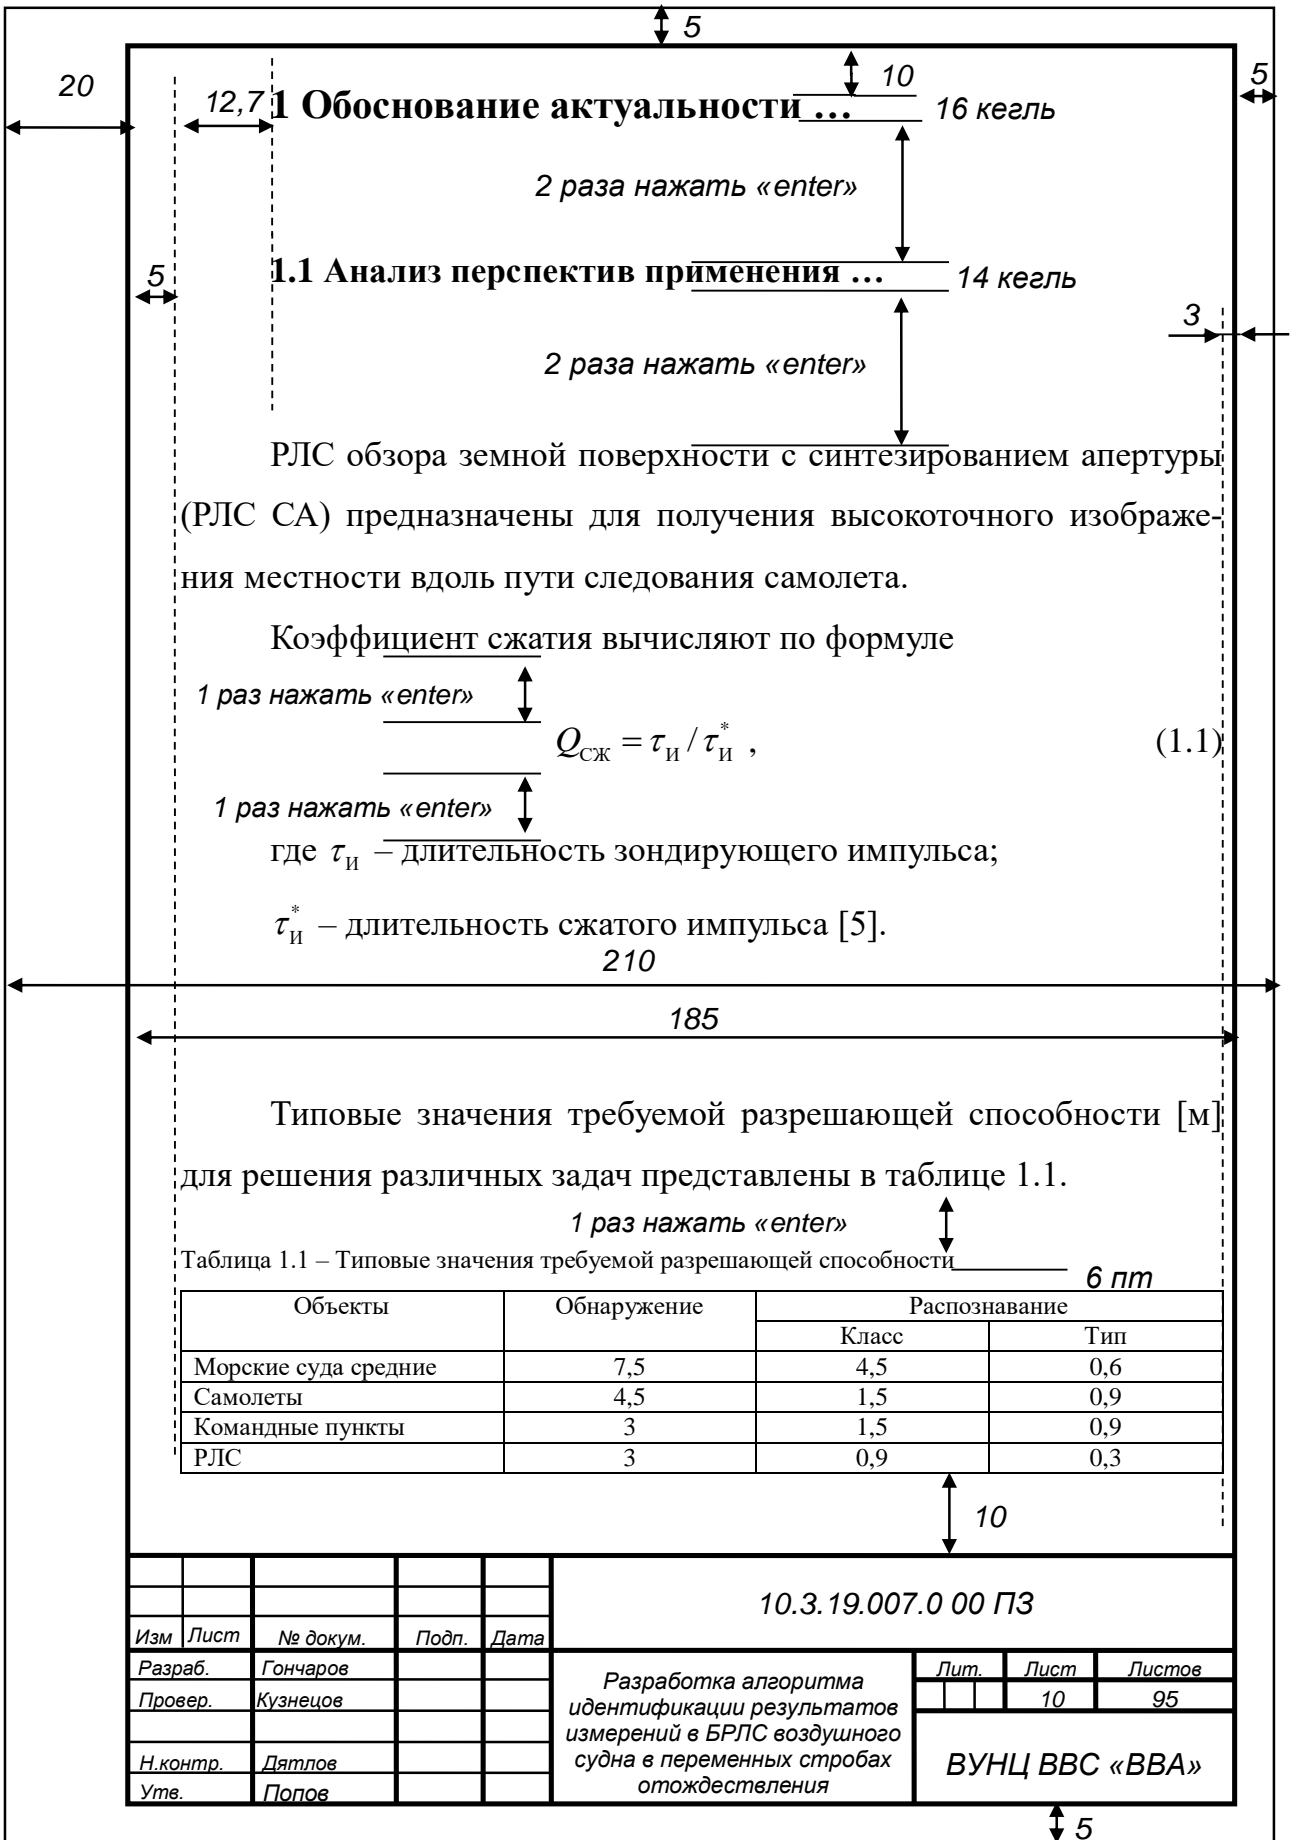 5
20
10
5
12,7
1 Обоснование актуальности …
16 кегль
2 раза нажать «enter»
5
1.1 Анализ перспектив применения …
14 кегль
3
2 раза нажать «enter»
РЛС обзора земной поверхности с синтезированием апертуры
(РЛС СА) предназначены для получения высокоточного изображе-
ния местности вдоль пути следования самолета.
Коэффициент сжатия вычисляют по формуле
1 раз нажать «enter»
Q_СЖ = τ_И / τ_И^* , (1.1)
1 раз нажать «enter»
где τ_И – длительность зондирующего импульса;
τ_И^* – длительность сжатого импульса [5].
210
185
Типовые значения требуемой разрешающей способности [м]
для решения различных задач представлены в таблице 1.1.
1 раз нажать «enter»
Таблица 1.1 – Типовые значения требуемой разрешающей способности
6 пт
Объекты Обнаружение Распознавание
Класс Тип
Морские суда средние 7,5 4,5 0,6
Самолеты 4,5 1,5 0,9
Командные пункты 3 1,5 0,9
РЛС 3 0,9 0,3
10
10.3.19.007.0 00 ПЗ
Изм Лист № докум. Подп. Дата
Разраб. Гончаров
Провер. Кузнецов
Н.контр. Дятлов
Утв. Попов
Разработка алгоритма
идентификации результатов
измерений в БРЛС воздушного
судна в переменных стробах
отождествления
Лит. Лист Листов
10 95
ВУНЦ ВВС «ВВА»
5